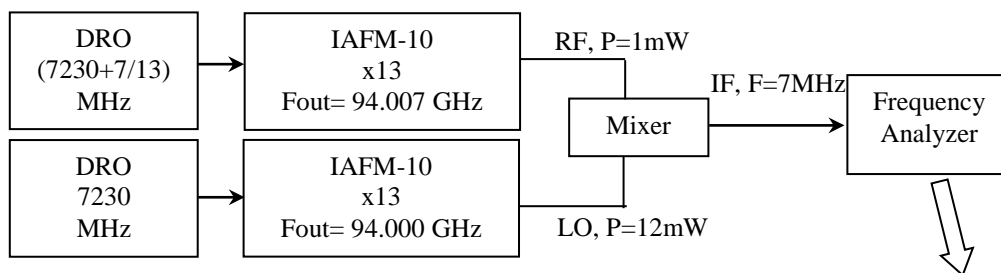 DRO
(7230+7/13)
MHz
IAFM-10
x13
Fout= 94.007 GHz
RF, P=1mW
IF, F=7MHz
Mixer
Frequency
Analyzer
DRO
7230
MHz
IAFM-10
x13
Fout= 94.000 GHz
LO, P=12mW